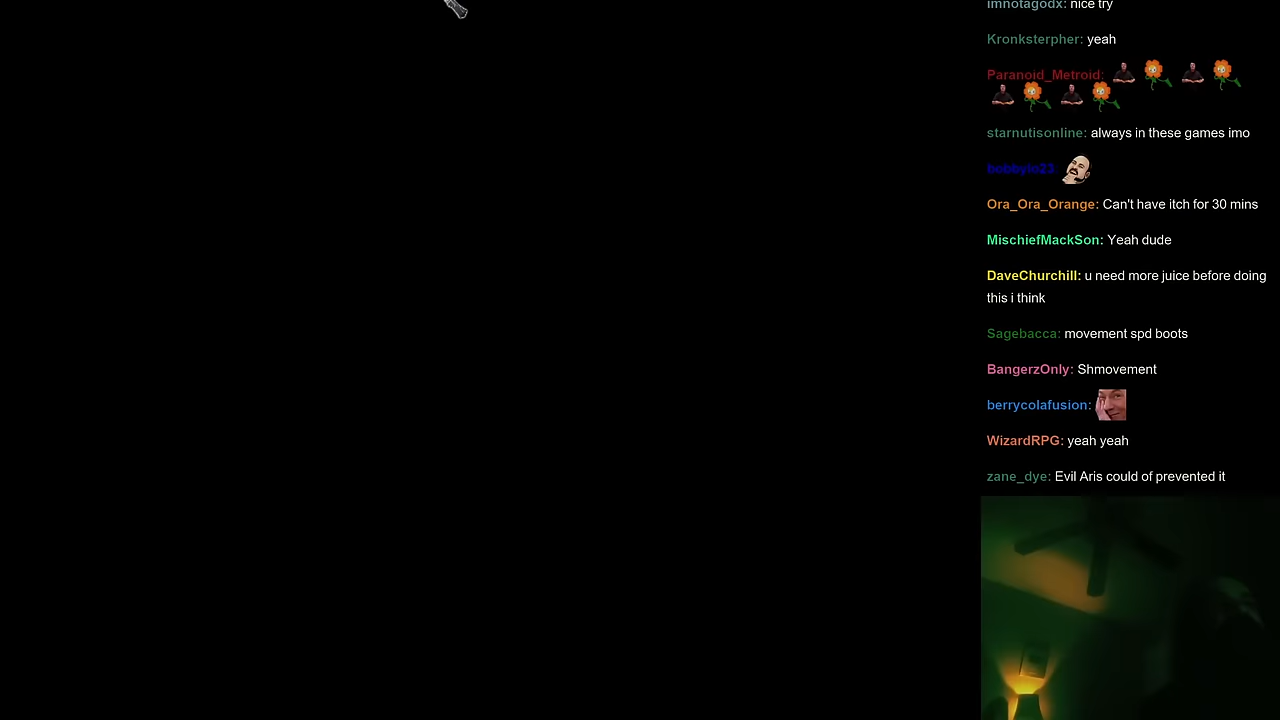 imnotagodx: nice try
Kronksterpher: yeah
Paranoid_Metroid:
starnutisonline: always in these games imo
Ora_Ora_Orange: Can't have itch for 30 mins
MischiefMackSon: Yeah dude
DaveChurchill: u need more juice before doing
this i think
Sagebacca: movement spd boots
BangerzOnly: Shmovement
berrycolafusion:
WizardRPG: yeah yeah
zane_dye: Evil Aris could of prevented it